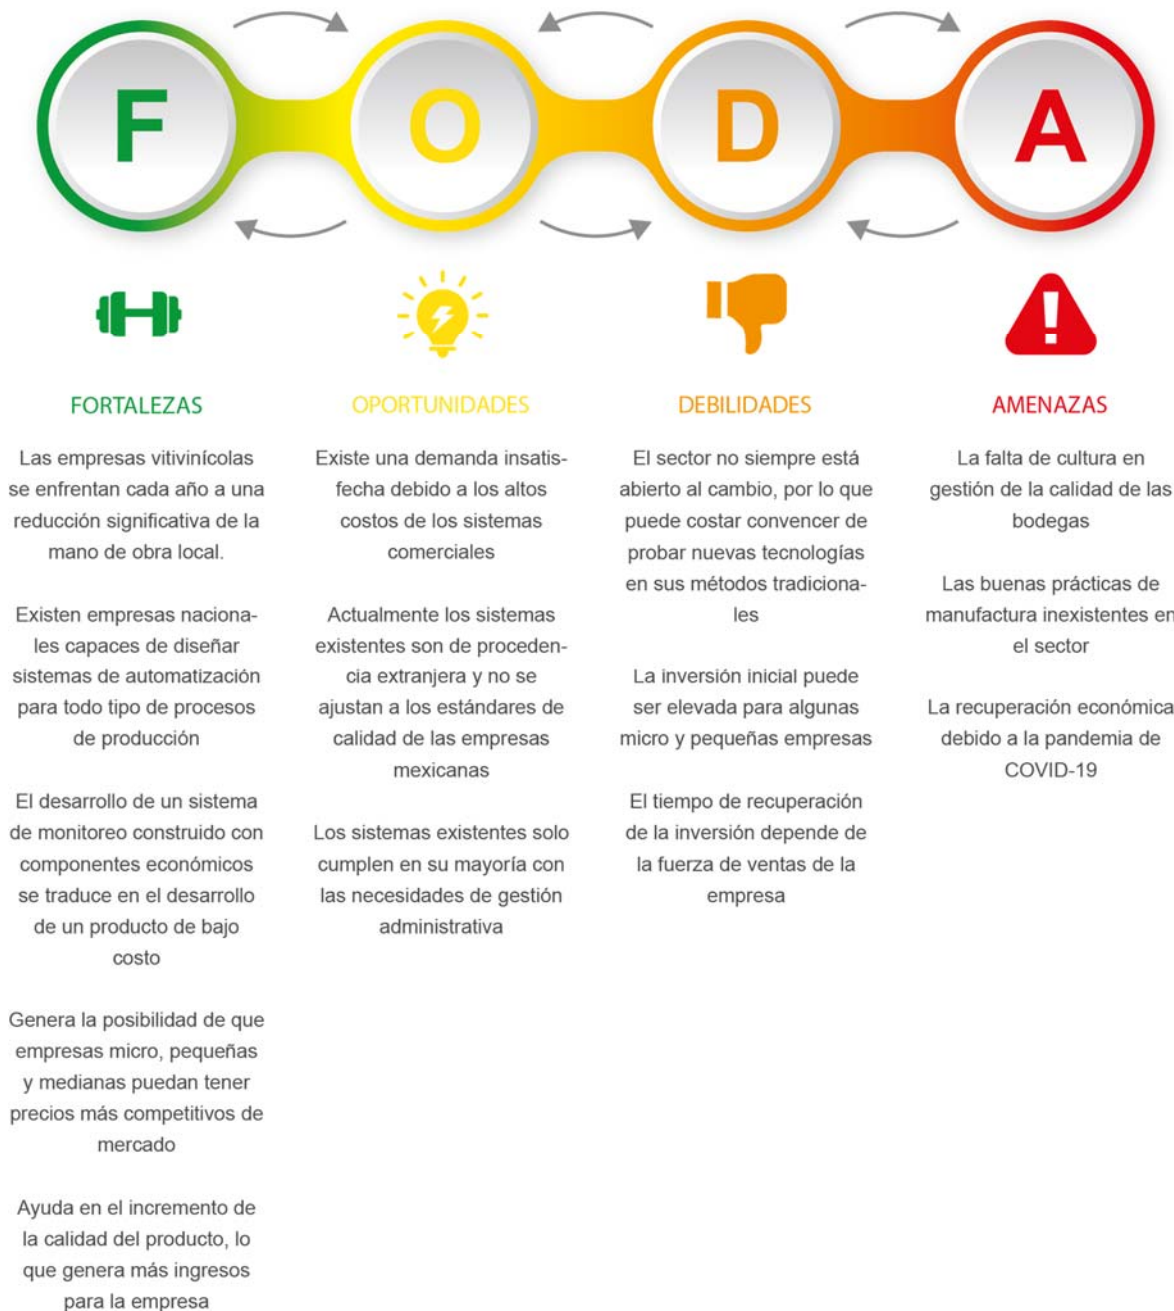 F O D A
FORTALEZAS
Las empresas vitivinícolas
se enfrentan cada año a una
reducción significativa de la
mano de obra local.
Existen empresas naciona-
les capaces de diseñar
sistemas de automatización
para todo tipo de procesos
de producción
El desarrollo de un sistema
de monitoreo construido con
componentes económicos
se traduce en el desarrollo
de un producto de bajo
costo
Genera la posibilidad de que
empresas micro, pequeñas
y medianas puedan tener
precios más competitivos de
mercado
Ayuda en el incremento de
la calidad del producto, lo
que genera más ingresos
para la empresa
OPORTUNIDADES
Existe una demanda insatis-
fecha debido a los altos
costos de los sistemas
comerciales
Actualmente los sistemas
existentes son de proceden-
cia extranjera y no se
ajustan a los estándares de
calidad de las empresas
mexicanas
Los sistemas existentes solo
cumplen en su mayoría con
las necesidades de gestión
administrativa
DEBILIDADES
El sector no siempre está
abierto al cambio, por lo que
puede costar convencer de
probar nuevas tecnologías
en sus métodos tradiciona-
les
La inversión inicial puede
ser elevada para algunas
micro y pequeñas empresas
El tiempo de recuperación
de la inversión depende de
la fuerza de ventas de la
empresa
AMENAZAS
La falta de cultura en
gestión de la calidad de las
bodegas
Las buenas prácticas de
manufactura inexistentes en
el sector
La recuperación económica
debido a la pandemia de
COVID-19